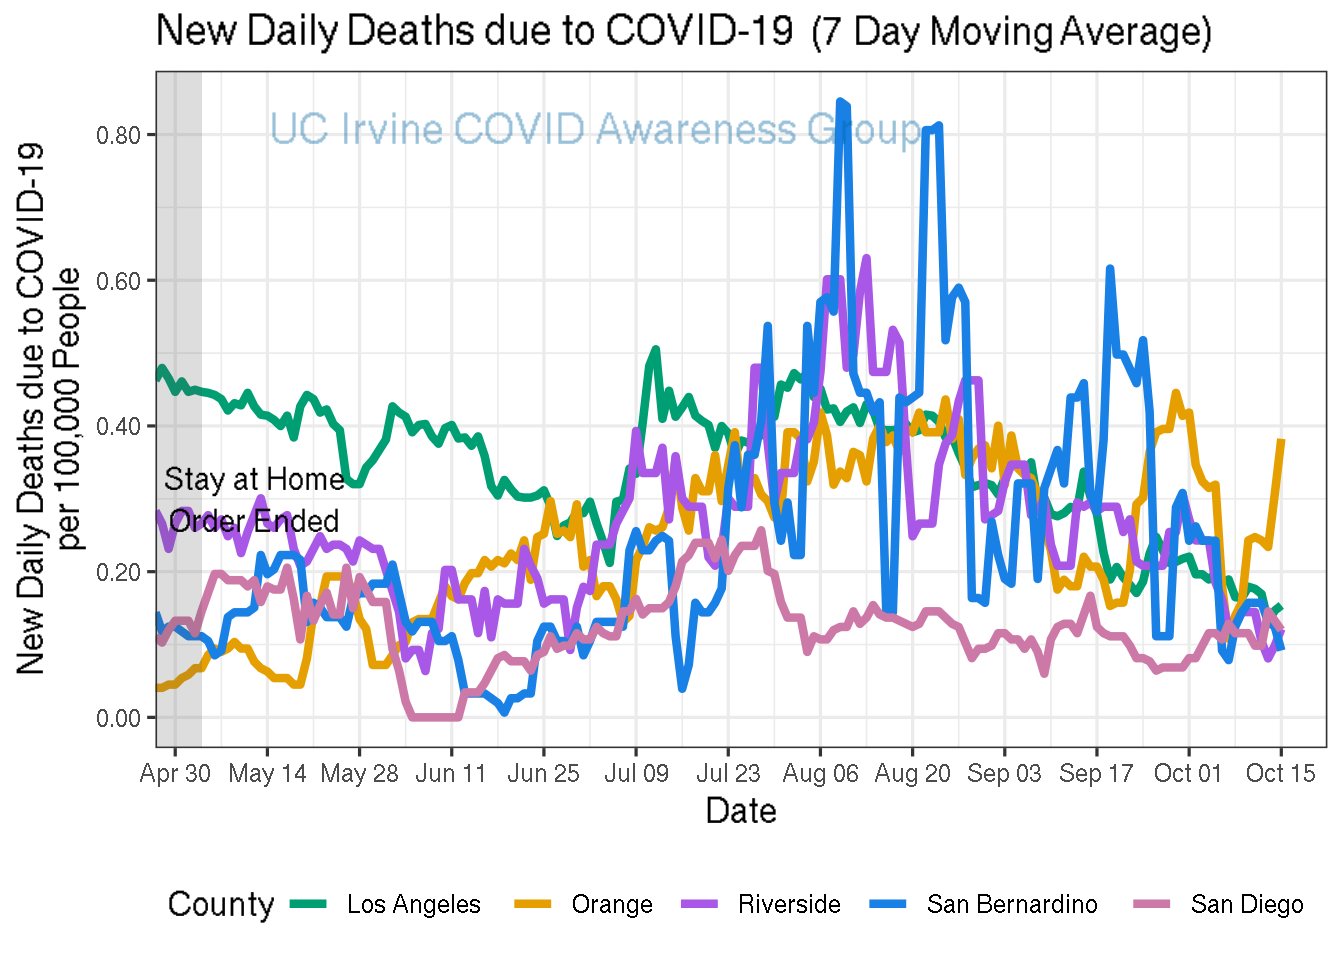 New Daily Deaths due to COVID-19 (7 Day Moving Average)
UC Irvine COVID Awareness Group
New Daily Deaths due to COVID-19
per 100,000 People
0.80
0.60
0.40
0.20
0.00
Stay at Home
Order Ended
Apr 30 May 14 May 28 Jun 11 Jun 25 Jul 09 Jul 23 Aug 06 Aug 20 Sep 03 Sep 17 Oct 01 Oct 15
Date
County Los Angeles Orange Riverside San Bernardino San Diego